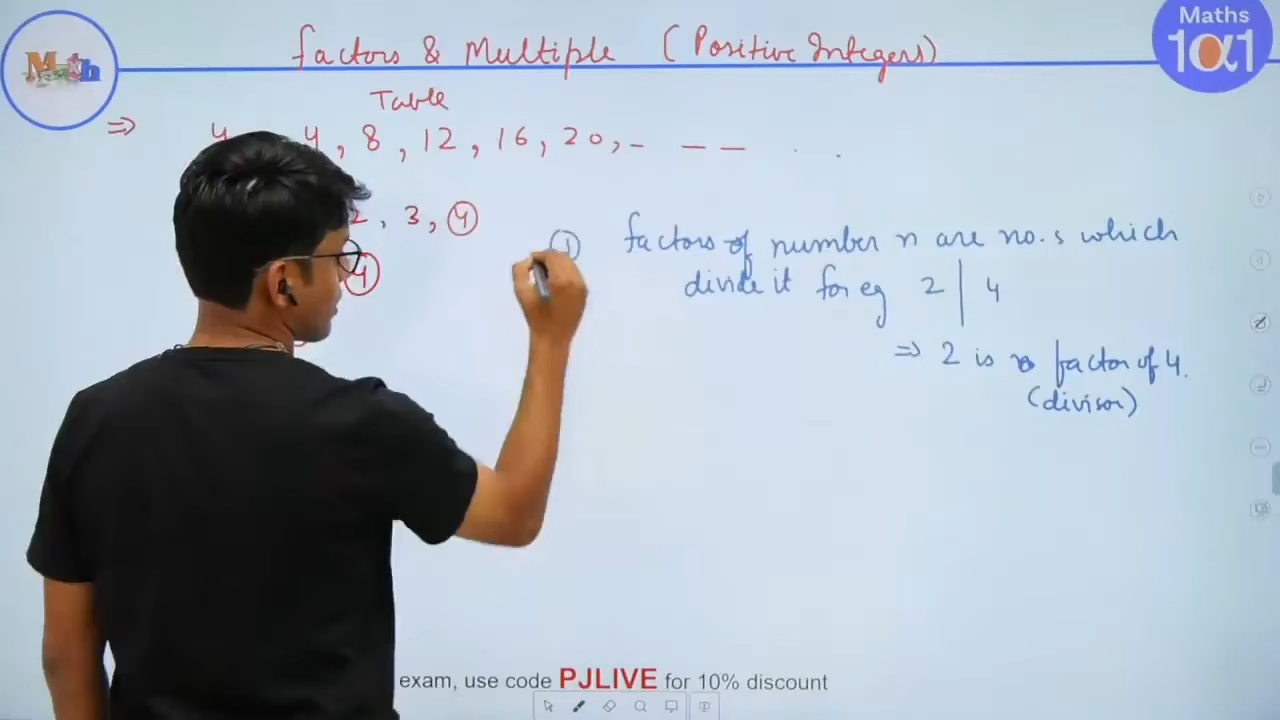 Math
Maths
101
factors & Multiple (Positive Integers)
Table
⇒ 4 4, 8, 12, 16, 20, - — — . .
2, 3, 4
4
① factors of number n are no.s which
divide it for eg 2 | 4
⇒ 2 is factor of 4.
(divisor)
exam, use code PJLIVE for 10% discount